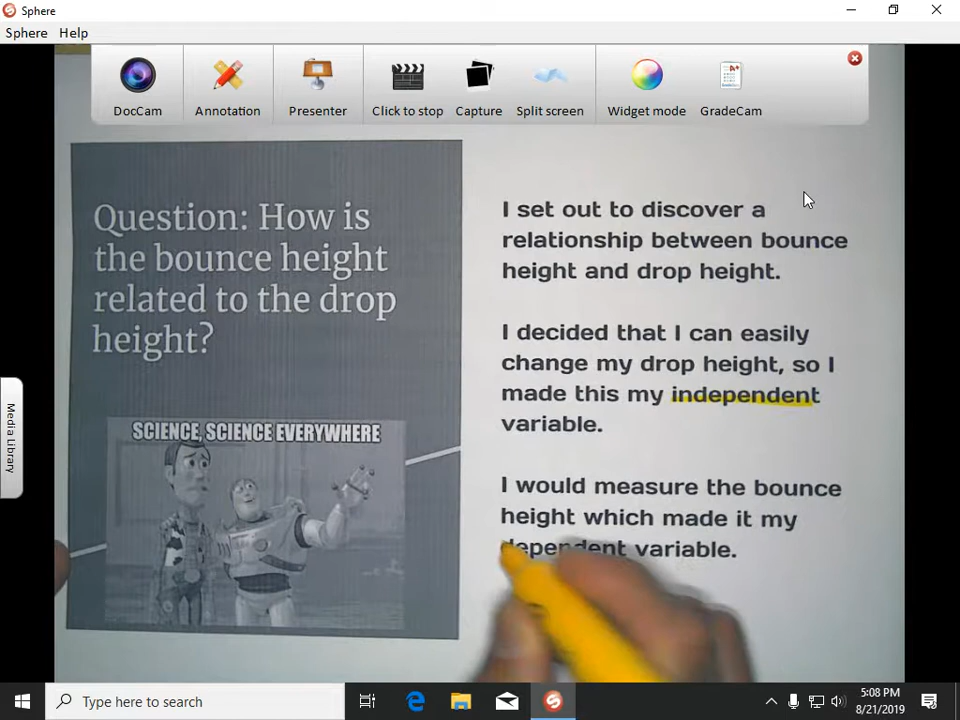 Sphere
Sphere Help
DocCam Annotation Presenter Click to stop Capture Split screen Widget mode GradeCam
Media Library
Question: How is
the bounce height
related to the drop
height?
SCIENCE, SCIENCE EVERYWHERE
I set out to discover a
relationship between bounce
height and drop height.
I decided that I can easily
change my drop height, so I
made this my independent
variable.
I would measure the bounce
height which made it my
dependent variable.
Type here to search
5:08 PM
8/21/2019